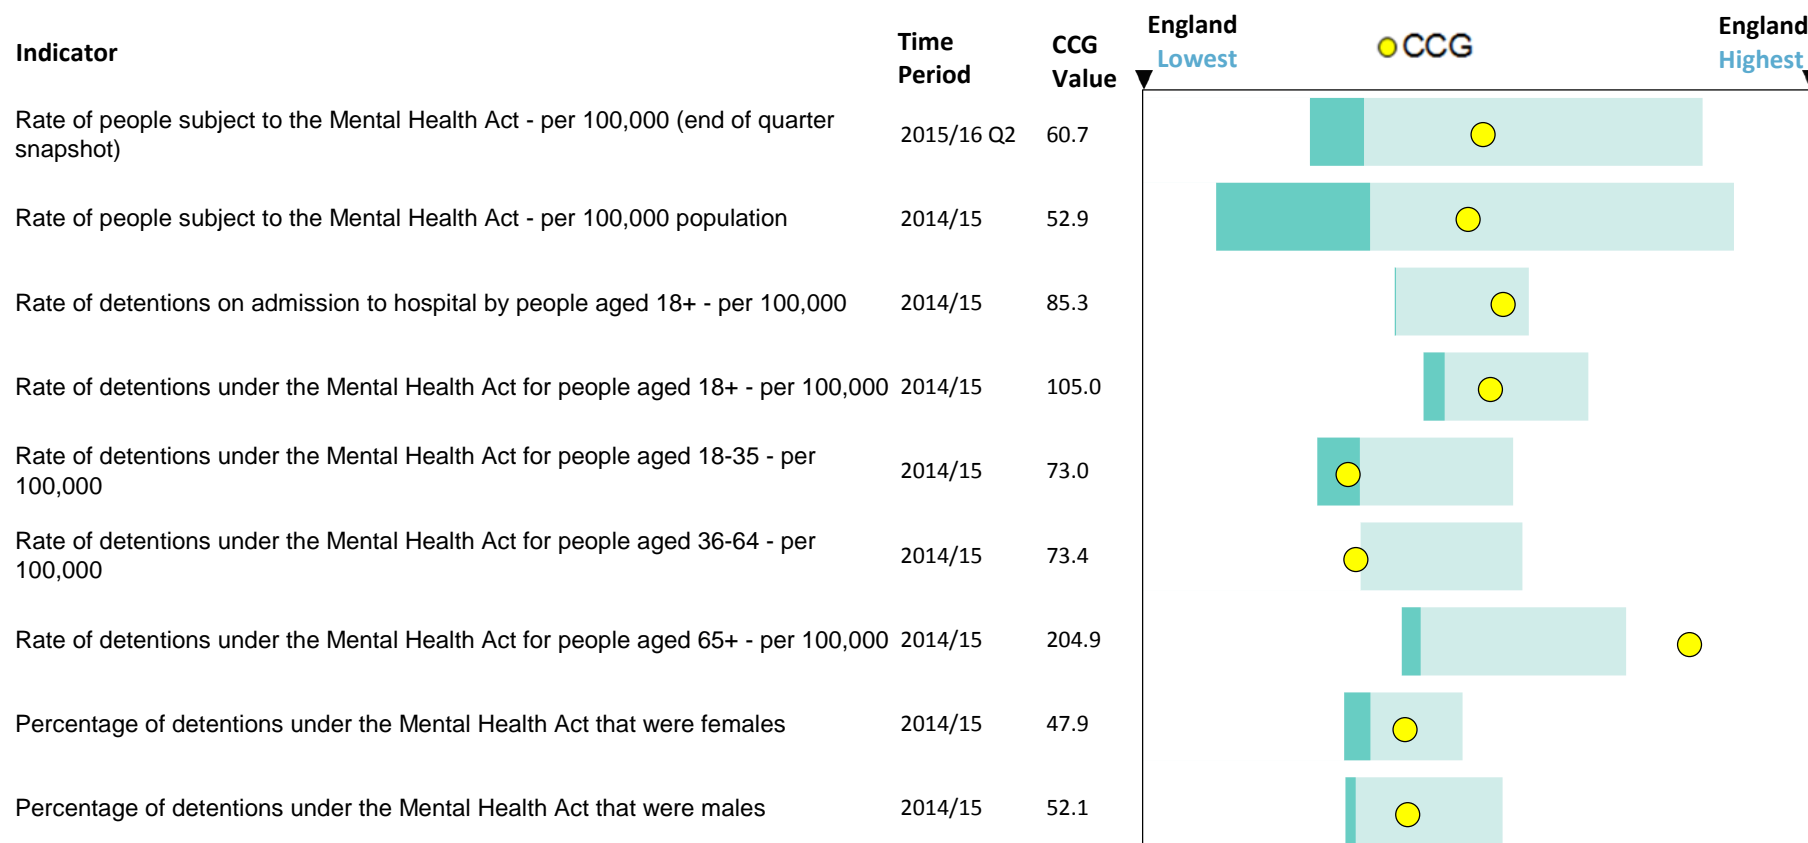 Indicator
Time
Period
CCG
Value
England
Lowest
CCG
England
Highest
Rate of people subject to the Mental Health Act - per 100,000 (end of quarter
snapshot)
2015/16 Q2
60.7
Rate of people subject to the Mental Health Act - per 100,000 population
2014/15
52.9
Rate of detentions on admission to hospital by people aged 18+ - per 100,000
2014/15
85.3
Rate of detentions under the Mental Health Act for people aged 18+ - per 100,000
2014/15
105.0
Rate of detentions under the Mental Health Act for people aged 18-35 - per
100,000
2014/15
73.0
Rate of detentions under the Mental Health Act for people aged 36-64 - per
100,000
2014/15
73.4
Rate of detentions under the Mental Health Act for people aged 65+ - per 100,000
2014/15
204.9
Percentage of detentions under the Mental Health Act that were females
2014/15
47.9
Percentage of detentions under the Mental Health Act that were males
2014/15
52.1